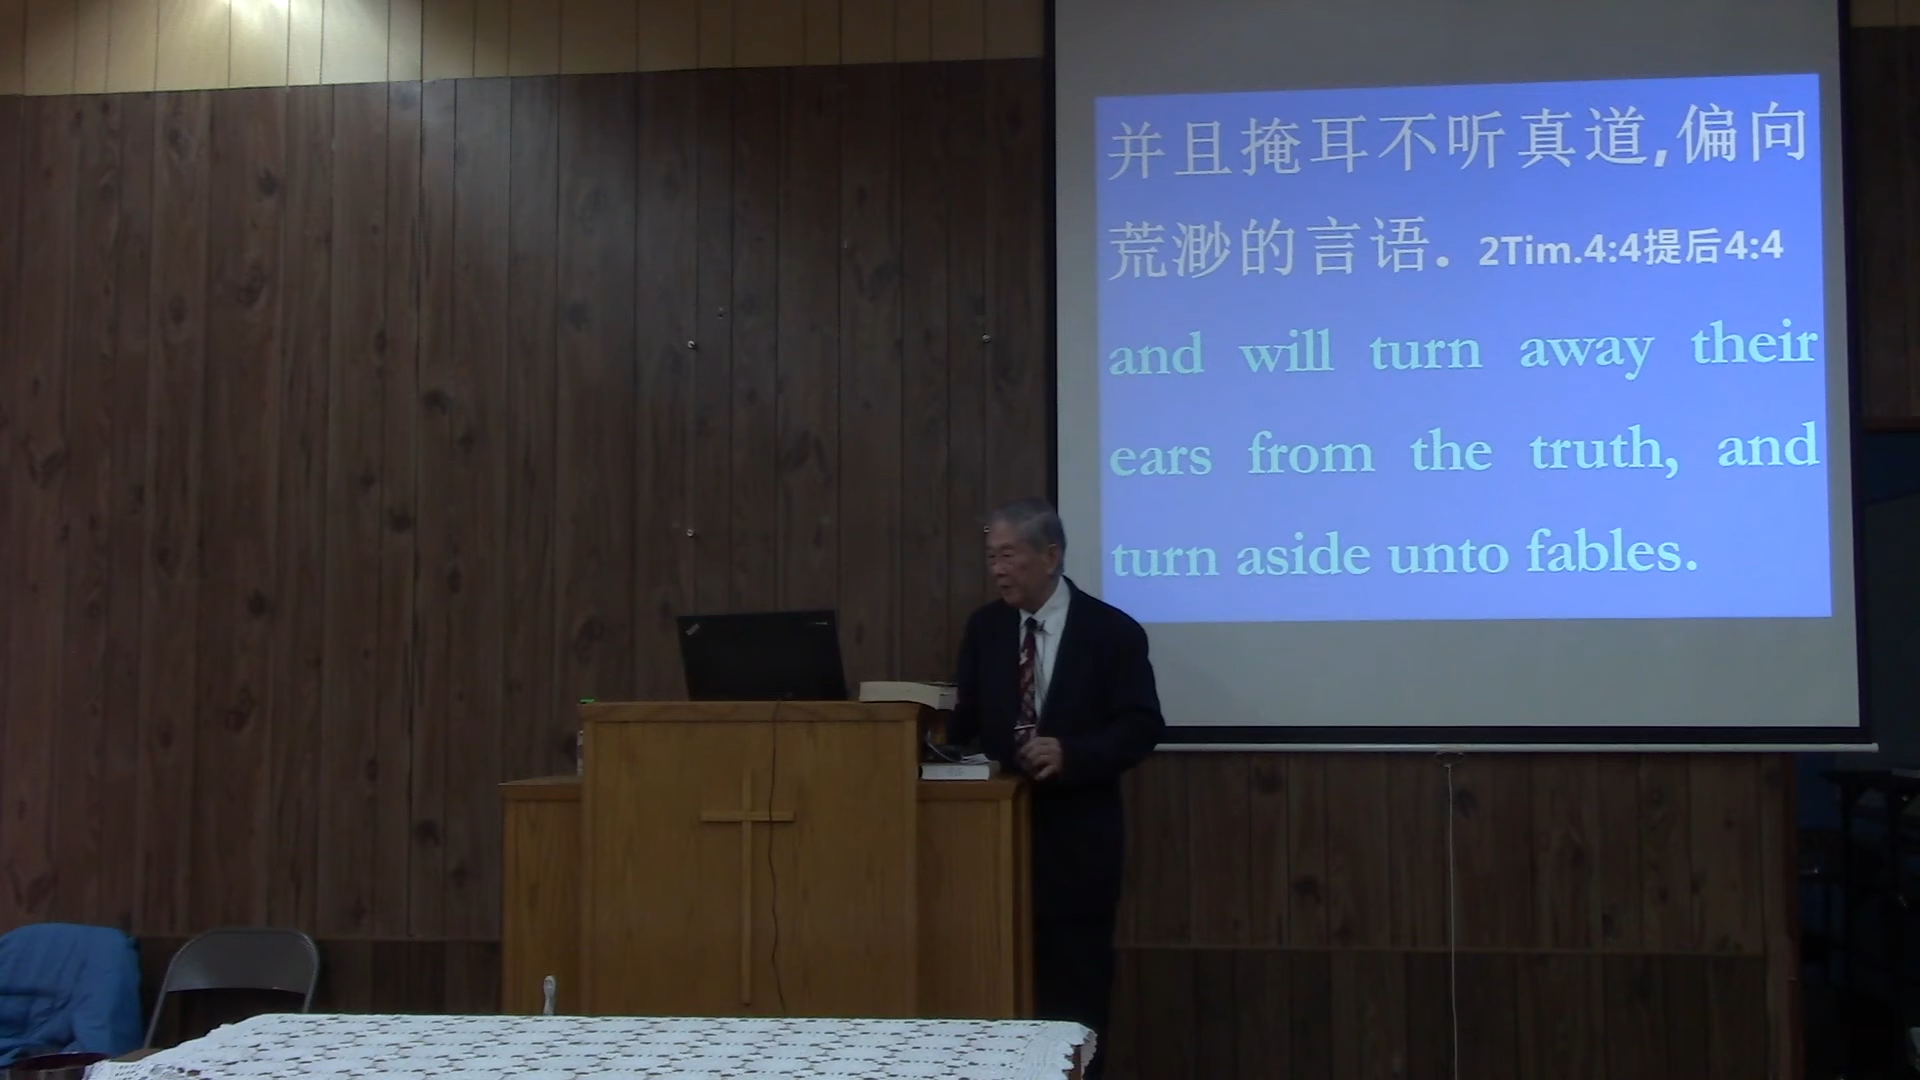 并且掩耳不听真道,偏向
荒渺的言语. 2Tim.4:4提后4:4
and will turn away their
ears from the truth, and
turn aside unto fables.